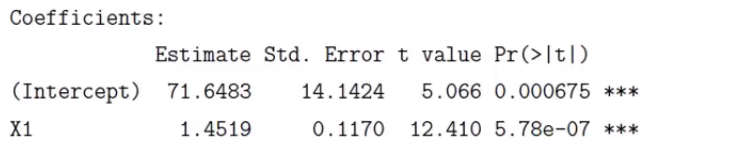 Coefficients:
Estimate Std. Error t value Pr(>|t|)
(Intercept) 71.6483 14.1424 5.066 0.000675 ***
X1 1.4519 0.1170 12.410 5.78e-07 ***